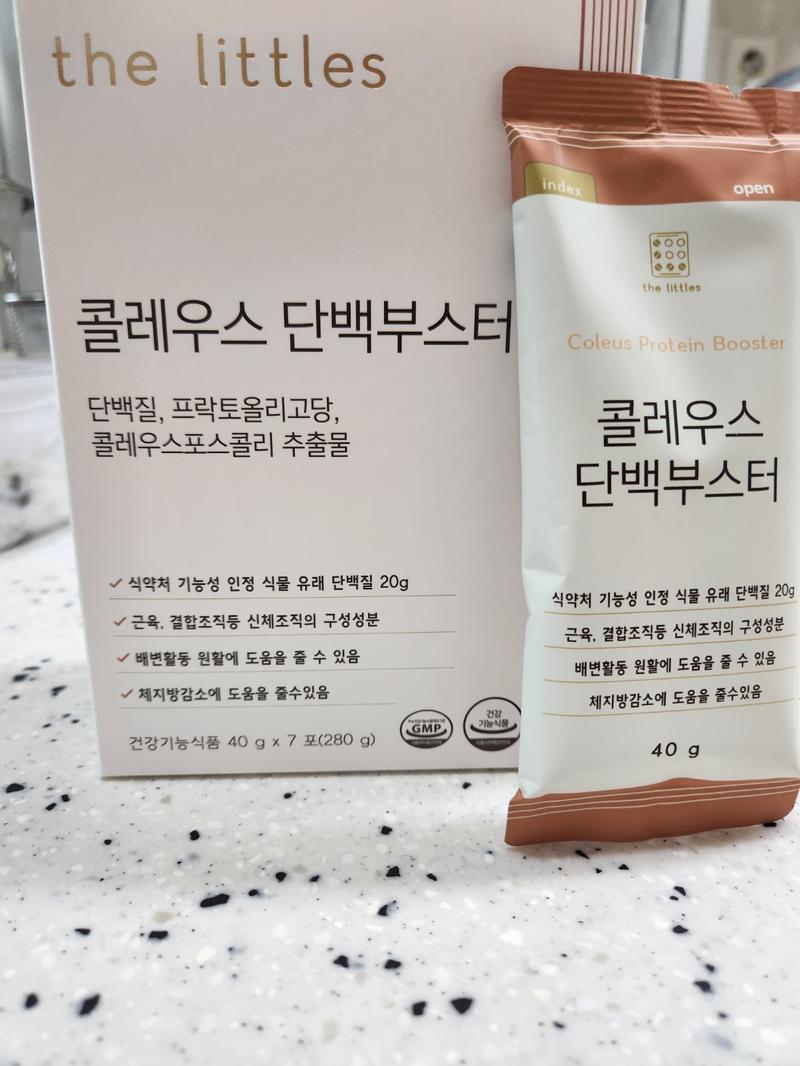 the littles
콜레우스 단백부스터
단백질, 프락토올리고당,
콜레우스포스콜리 추출물
식약처 기능성 인정 식물 유래 단백질 20g
근육, 결합조직등 신체조직의 구성성분
배변활동 원활에 도움을 줄 수 있음
체지방감소에 도움을 줄수있음
건강기능식품 40 g x 7 포(280 g)
GMP
건강
기능식품
index
open
the littles
Coleus Protein Booster
콜레우스
단백부스터
식약처 기능성 인정 식물 유래 단백질 20g
근육, 결합조직등 신체조직의 구성성분
배변활동 원활에 도움을 줄 수 있음
체지방감소에 도움을 줄수있음
40 g